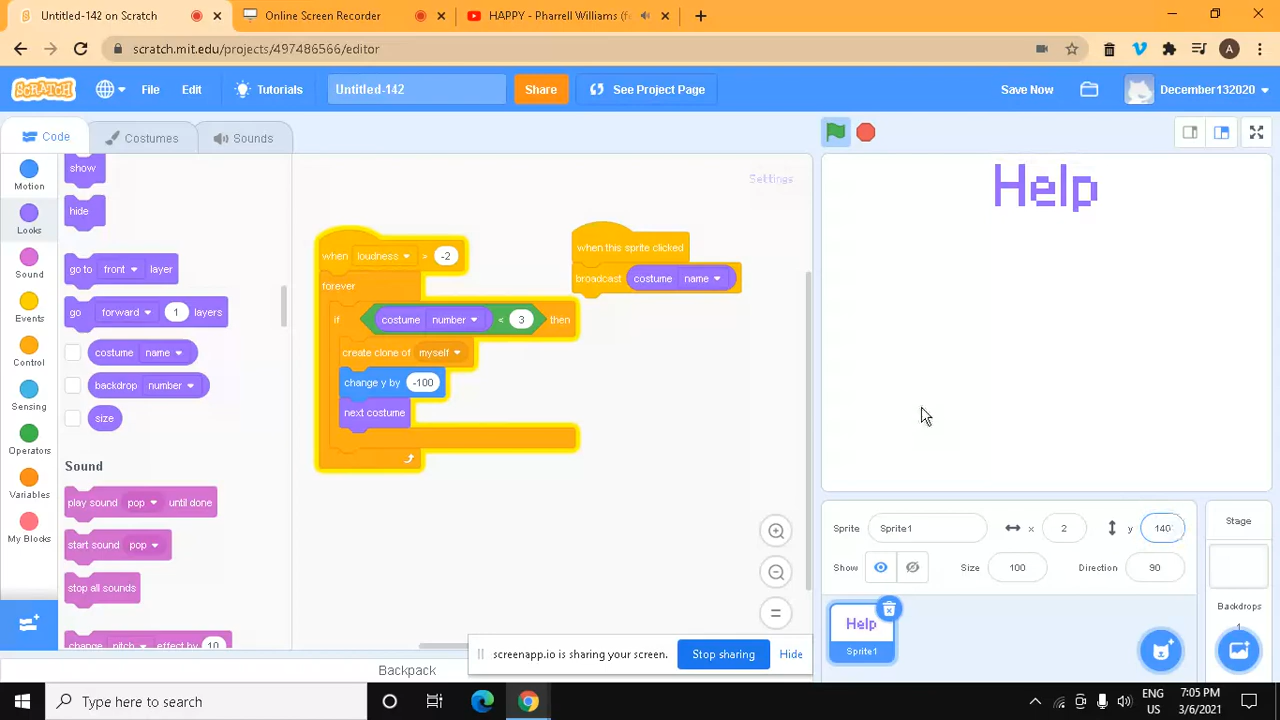 Untitled-142 on Scratch
Online Screen Recorder
HAPPY - Pharrell Williams (f
scratch.mit.edu/projects/497486566/editor
A
SCRATCH
File
Edit
Tutorials
Untitled-142
Share
See Project Page
Save Now
December132020
Code
Costumes
Sounds
Motion
Looks
Sound
Events
Control
Sensing
Operators
Variables
My Blocks
show
hide
go to front layer
go forward 1 layers
costume name
backdrop number
size
Sound
play sound pop until done
start sound pop
stop all sounds
change pitch effect by 10
Settings
when loudness > -2
forever
if costume number < 3 then
create clone of myself
change y by -100
next costume
when this sprite clicked
broadcast costume name
Help
Sprite Sprite1 x 2 y 140
Show Size 100 Direction 90
Help
Sprite1
Stage
Backdrops
1
screenapp.io is sharing your screen. Stop sharing Hide
Backpack
Type here to search
ENG
US
7:05 PM
3/6/2021